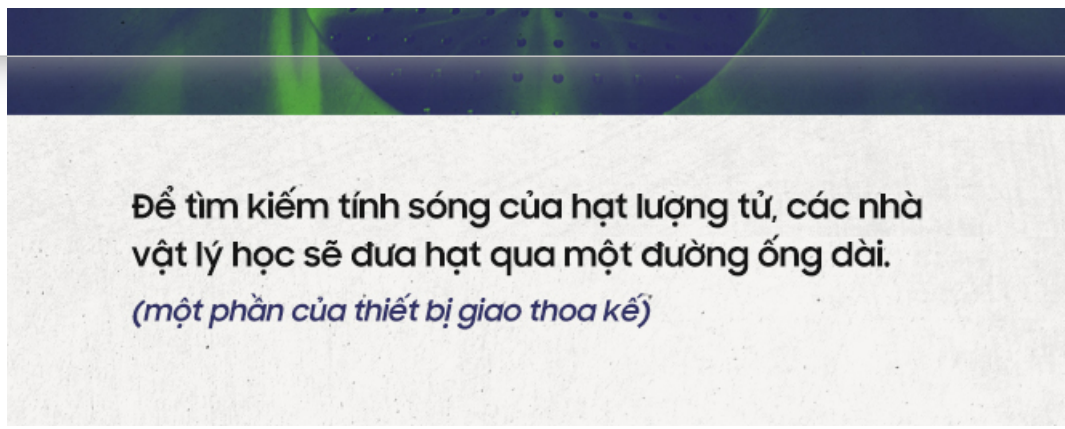 Để tìm kiếm tính sóng của hạt lượng tử, các nhà
vật lý học sẽ đưa hạt qua một đường ống dài.
(một phần của thiết bị giao thoa kế)